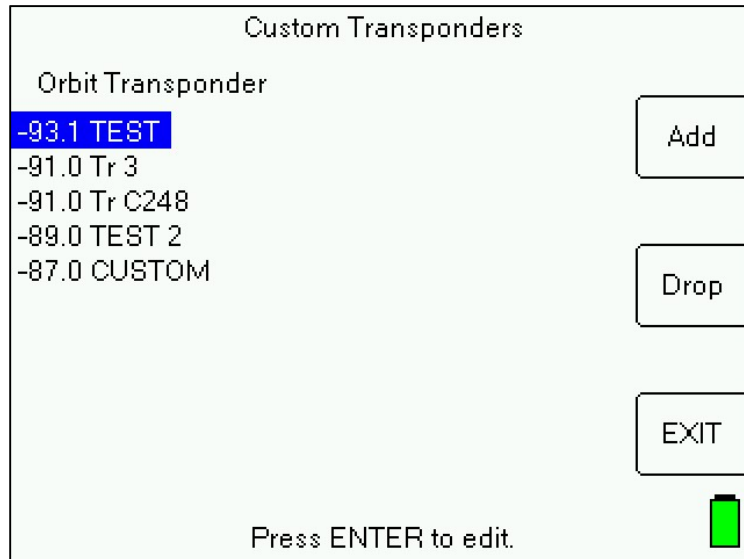 Custom Transponders
Orbit Transponder
-93.1 TEST
-91.0 Tr 3
-91.0 Tr C248
-89.0 TEST 2
-87.0 CUSTOM
Add
Drop
EXIT
Press ENTER to edit.